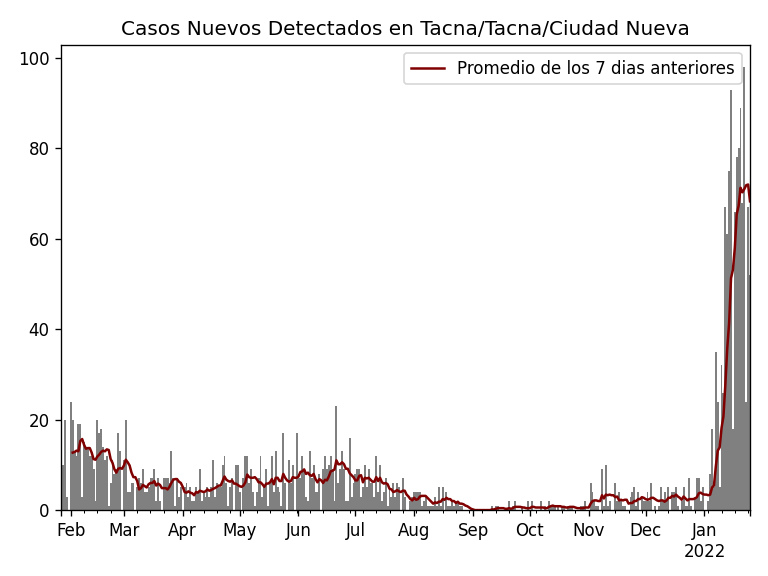 Casos Nuevos Detectados en Tacna/Tacna/Ciudad Nueva
Promedio de los 7 dias anteriores
100
80
60
40
20
0
Feb Mar Apr May Jun Jul Aug Sep Oct Nov Dec Jan
2022